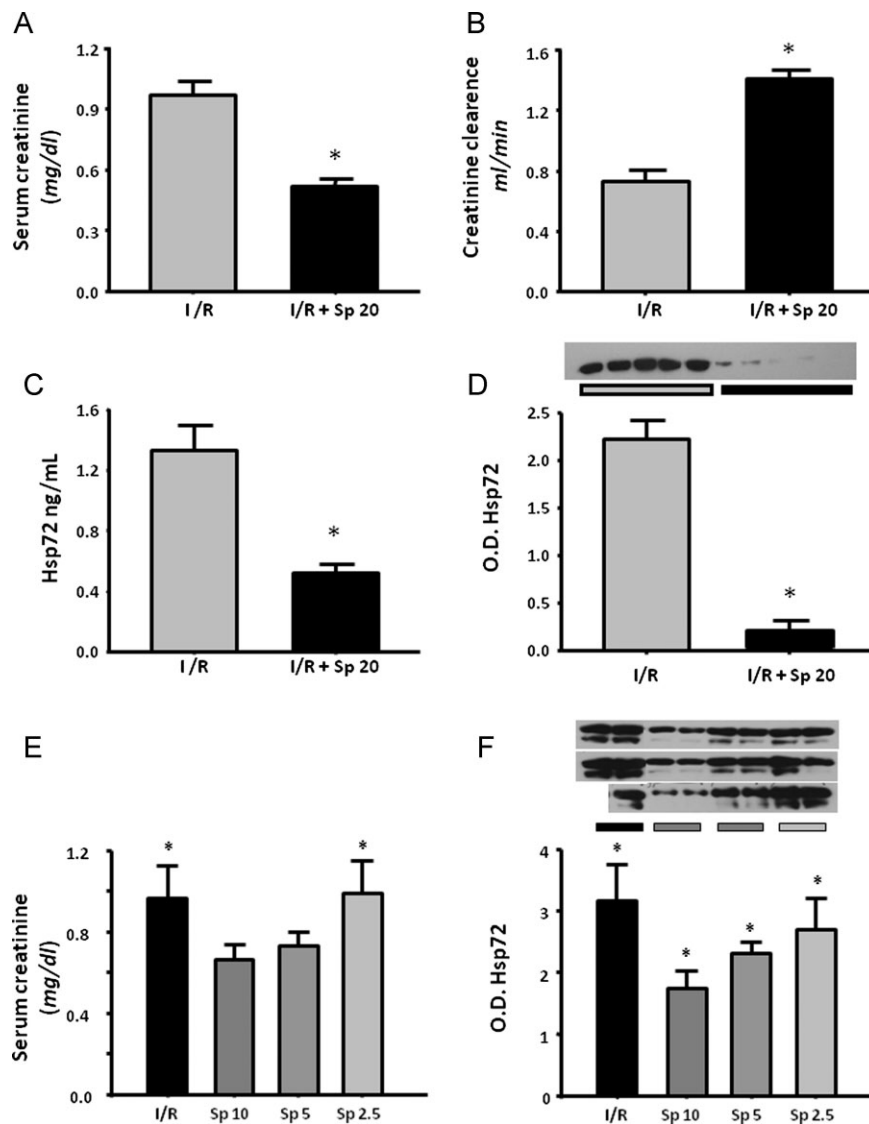 A
Serum creatinine
(mg/dl)
1.2
0.9
0.6
0.3
0.0
*
I/R
I/R + Sp 20
B
Creatinine clearence
ml/min
1.6
1.2
0.8
0.4
0.0
*
I/R
I/R + Sp 20
C
Hsp72 ng/mL
1.6
1.2
0.8
0.4
0.0
*
I/R
I/R + Sp 20
D
O.D. Hsp72
2.5
2.0
1.5
1.0
0.5
0.0
*
I/R
I/R + Sp 20
E
Serum creatinine
(mg/dl)
1.2
0.8
0.4
0.0
*
*
I/R
Sp 10
Sp 5
Sp 2.5
F
O.D. Hsp72
4
3
2
1
0
*
*
*
*
I/R
Sp 10
Sp 5
Sp 2.5